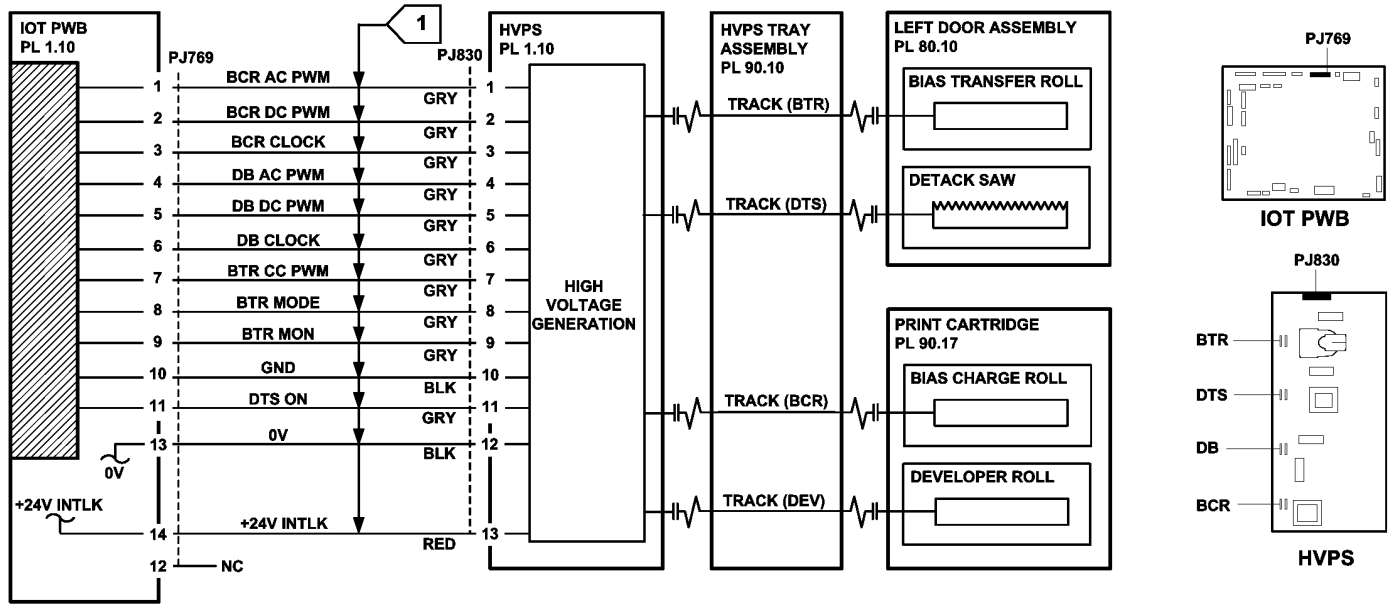 IOT PWB
PL 1.10
PJ769
1
PJ830
HVPS
PL 1.10
HVPS TRAY
ASSEMBLY
PL 90.10
LEFT DOOR ASSEMBLY
PL 80.10
1 BCR AC PWM GRY 1
2 BCR DC PWM GRY 2
3 BCR CLOCK GRY 3
4 DB AC PWM GRY 4
5 DB DC PWM GRY 5
6 DB CLOCK GRY 6
7 BTR CC PWM GRY 7
8 BTR MODE GRY 8
9 BTR MON GRY 9
10 GND BLK 10
11 DTS ON GRY 11
13 0V BLK 12
0V
+24V INTLK
14 +24V INTLK RED 13
12 NC
HIGH
VOLTAGE
GENERATION
TRACK (BTR)
BIAS TRANSFER ROLL
TRACK (DTS)
DETACK SAW
PRINT CARTRIDGE
PL 90.17
TRACK (BCR)
BIAS CHARGE ROLL
TRACK (DEV)
DEVELOPER ROLL
PJ769
IOT PWB
PJ830
BTR
DTS
DB
BCR
HVPS